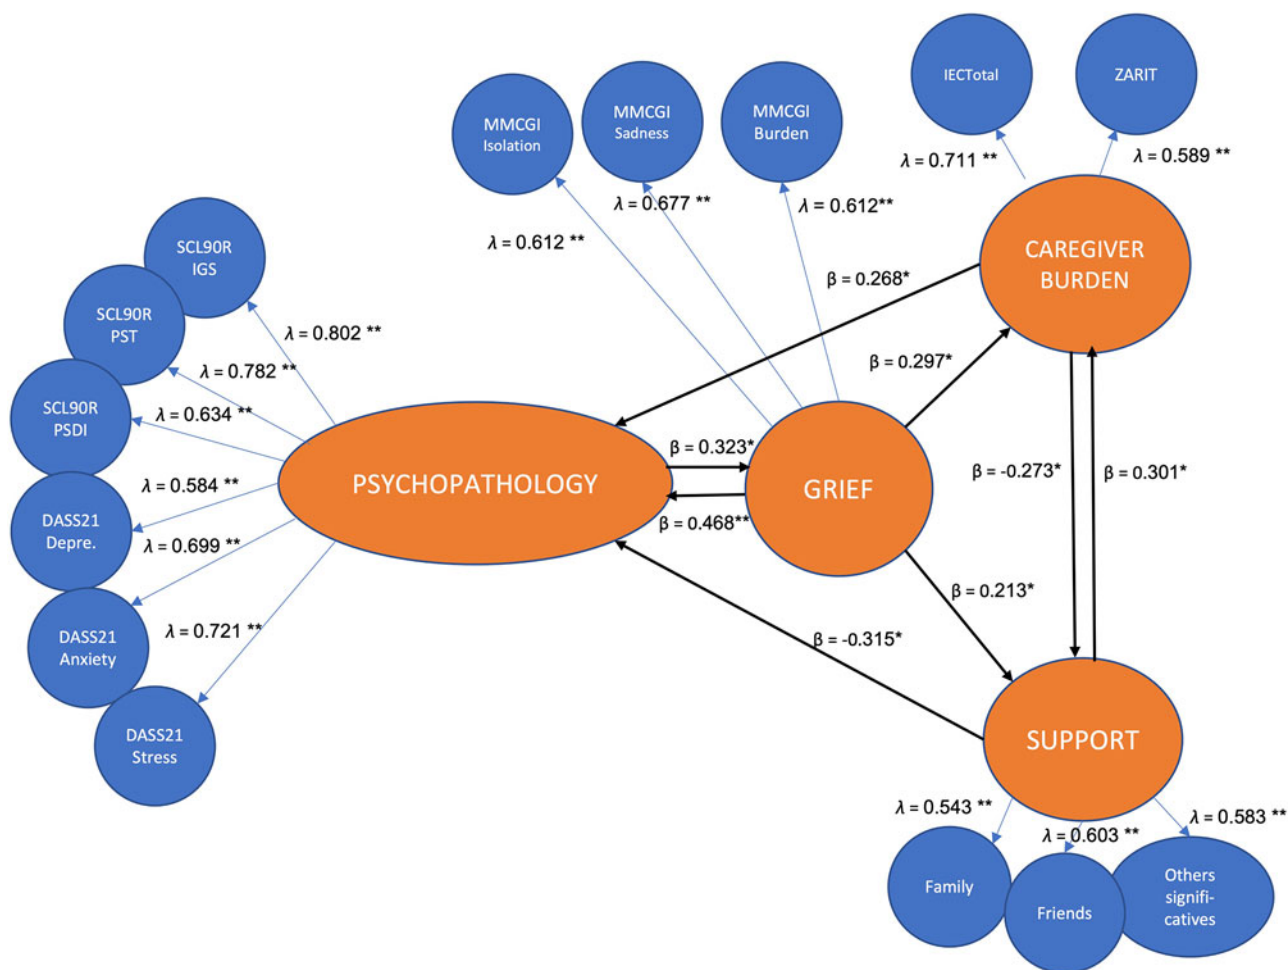 IECTotal
ZARIT
MMCGI
Isolation
MMCGI
Sadness
MMCGI
Burden
λ = 0.711 **
λ = 0.589 **
λ = 0.677 **
λ = 0.612**
λ = 0.612 **
SCL90R
IGS
CAREGIVER
BURDEN
β = 0.268*
SCL90R
PST
λ = 0.802 **
β = 0.297*
λ = 0.782 **
SCL90R
PSDI
λ = 0.634 **
β = 0.323*
PSYCHOPATHOLOGY
GRIEF
β = -0.273*
β = 0.301*
λ = 0.584 **
DASS21
Depre.
β = 0.468**
λ = 0.699 **
β = 0.213*
DASS21
Anxiety
λ = 0.721 **
β = -0.315*
DASS21
Stress
SUPPORT
λ = 0.543 **
λ = 0.603 **
λ = 0.583 **
Family
Friends
Others
signifi-
catives